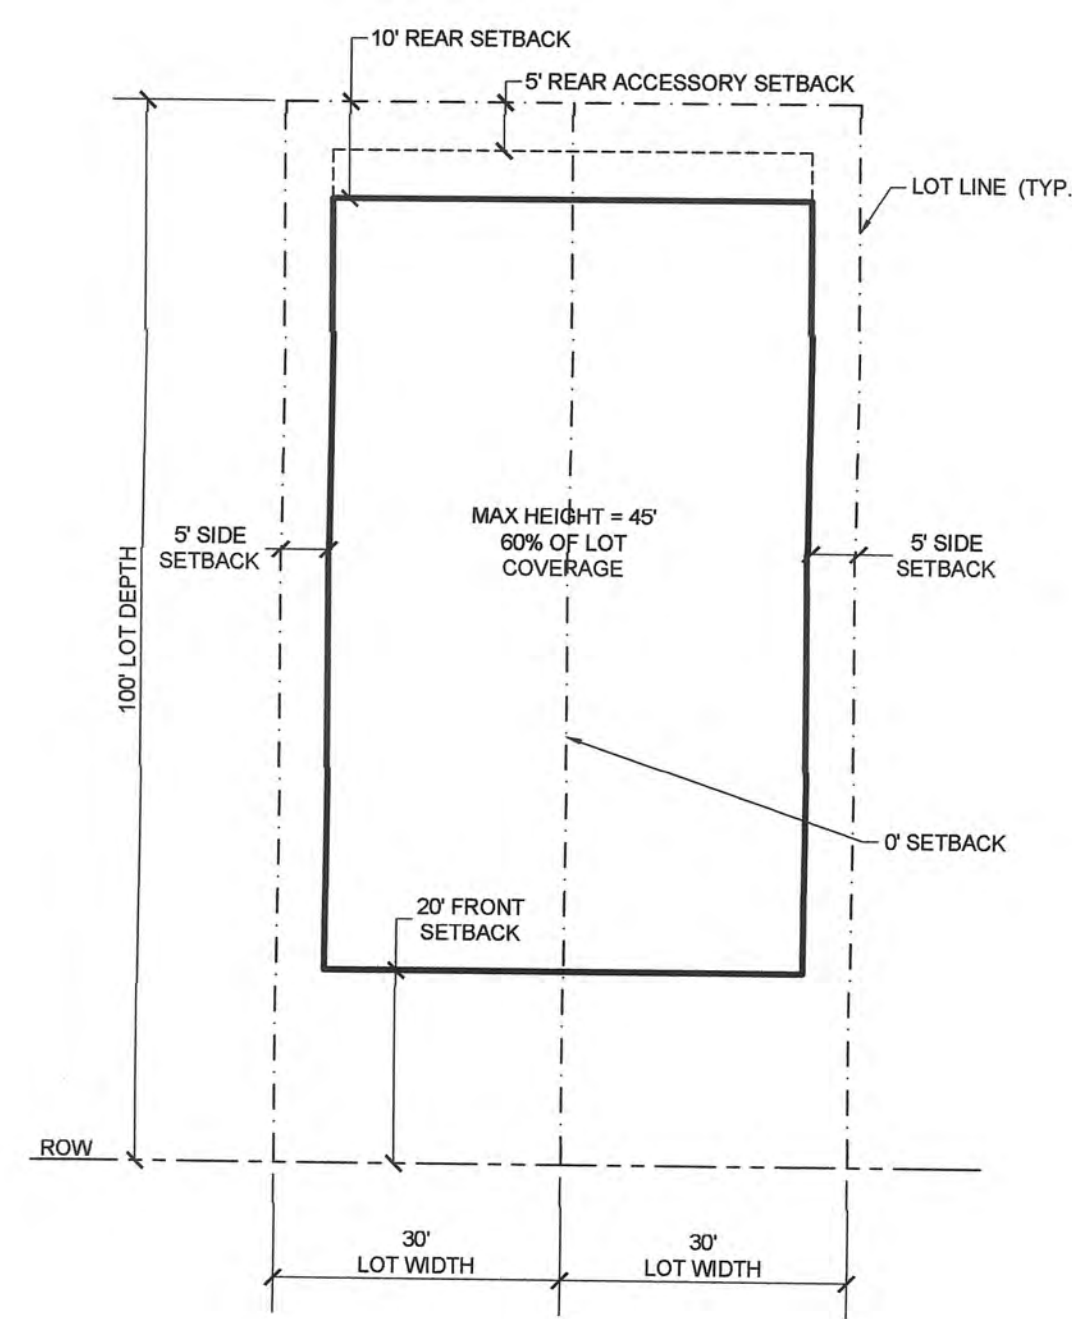 10' REAR SETBACK
5' REAR ACCESSORY SETBACK
LOT LINE (TYP.
MAX HEIGHT = 45'
60% OF LOT
COVERAGE
5' SIDE
SETBACK
5' SIDE
SETBACK
100' LOT DEPTH
0' SETBACK
20' FRONT
SETBACK
ROW
30'
LOT WIDTH
30'
LOT WIDTH